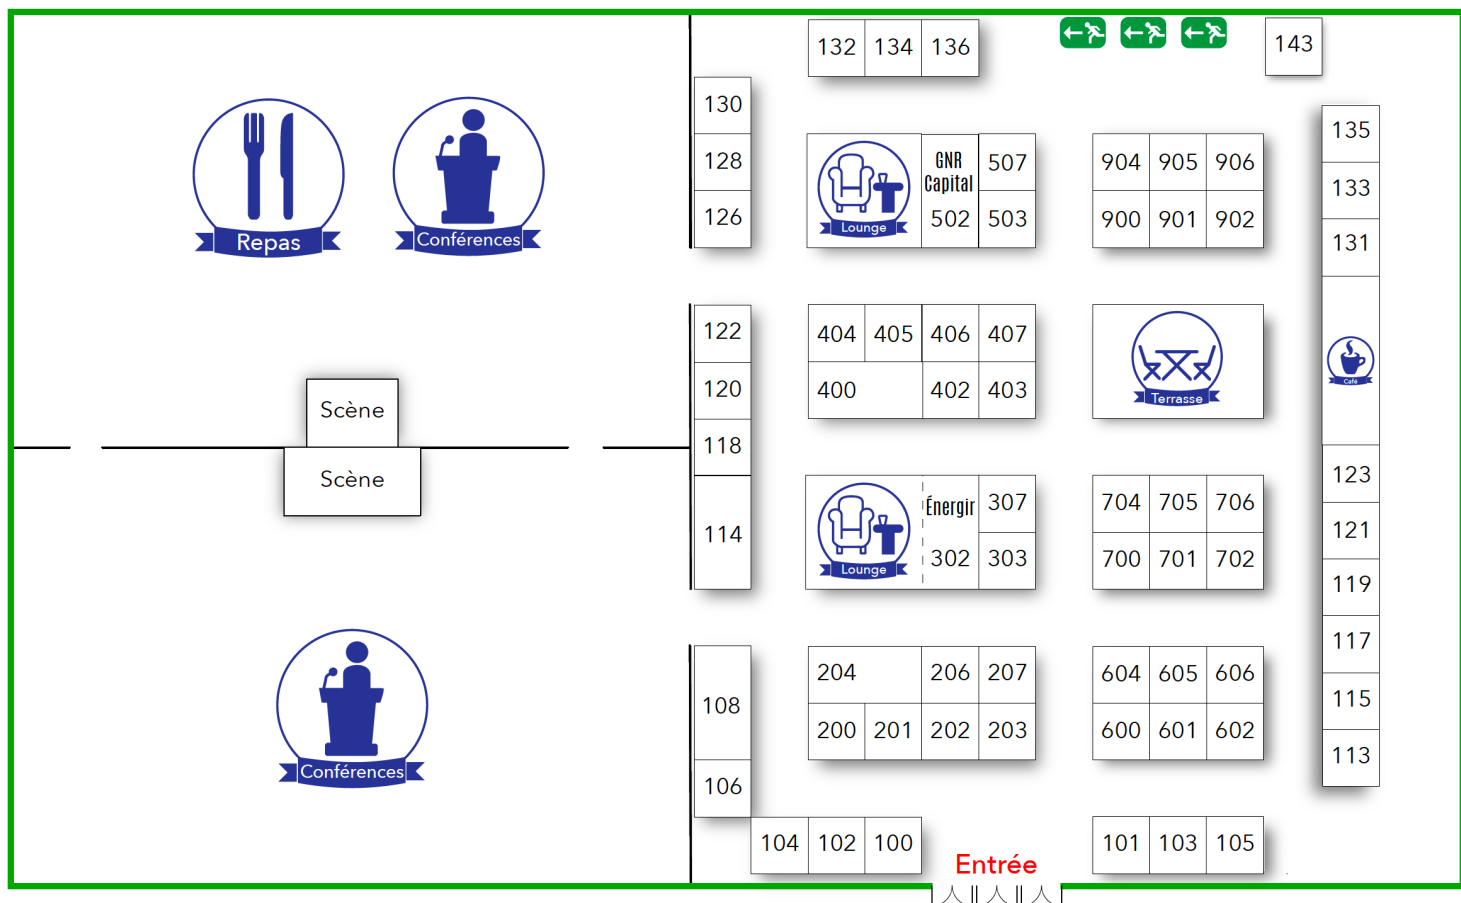 132 134 136
143
130
128
126
Repas
Conférences
Lounge
GNR
Capital
502
507
503
904 905 906
900 901 902
135
133
131
122
120
118
114
404 405 406 407
400 402 403
Terrasse
Café
Scène
Scène
Lounge
Énergir
302
307
303
704 705 706
700 701 702
123
121
119
117
115
113
Conférences
108
106
204 206 207
200 201 202 203
604 605 606
600 601 602
104 102 100
Entrée
101 103 105